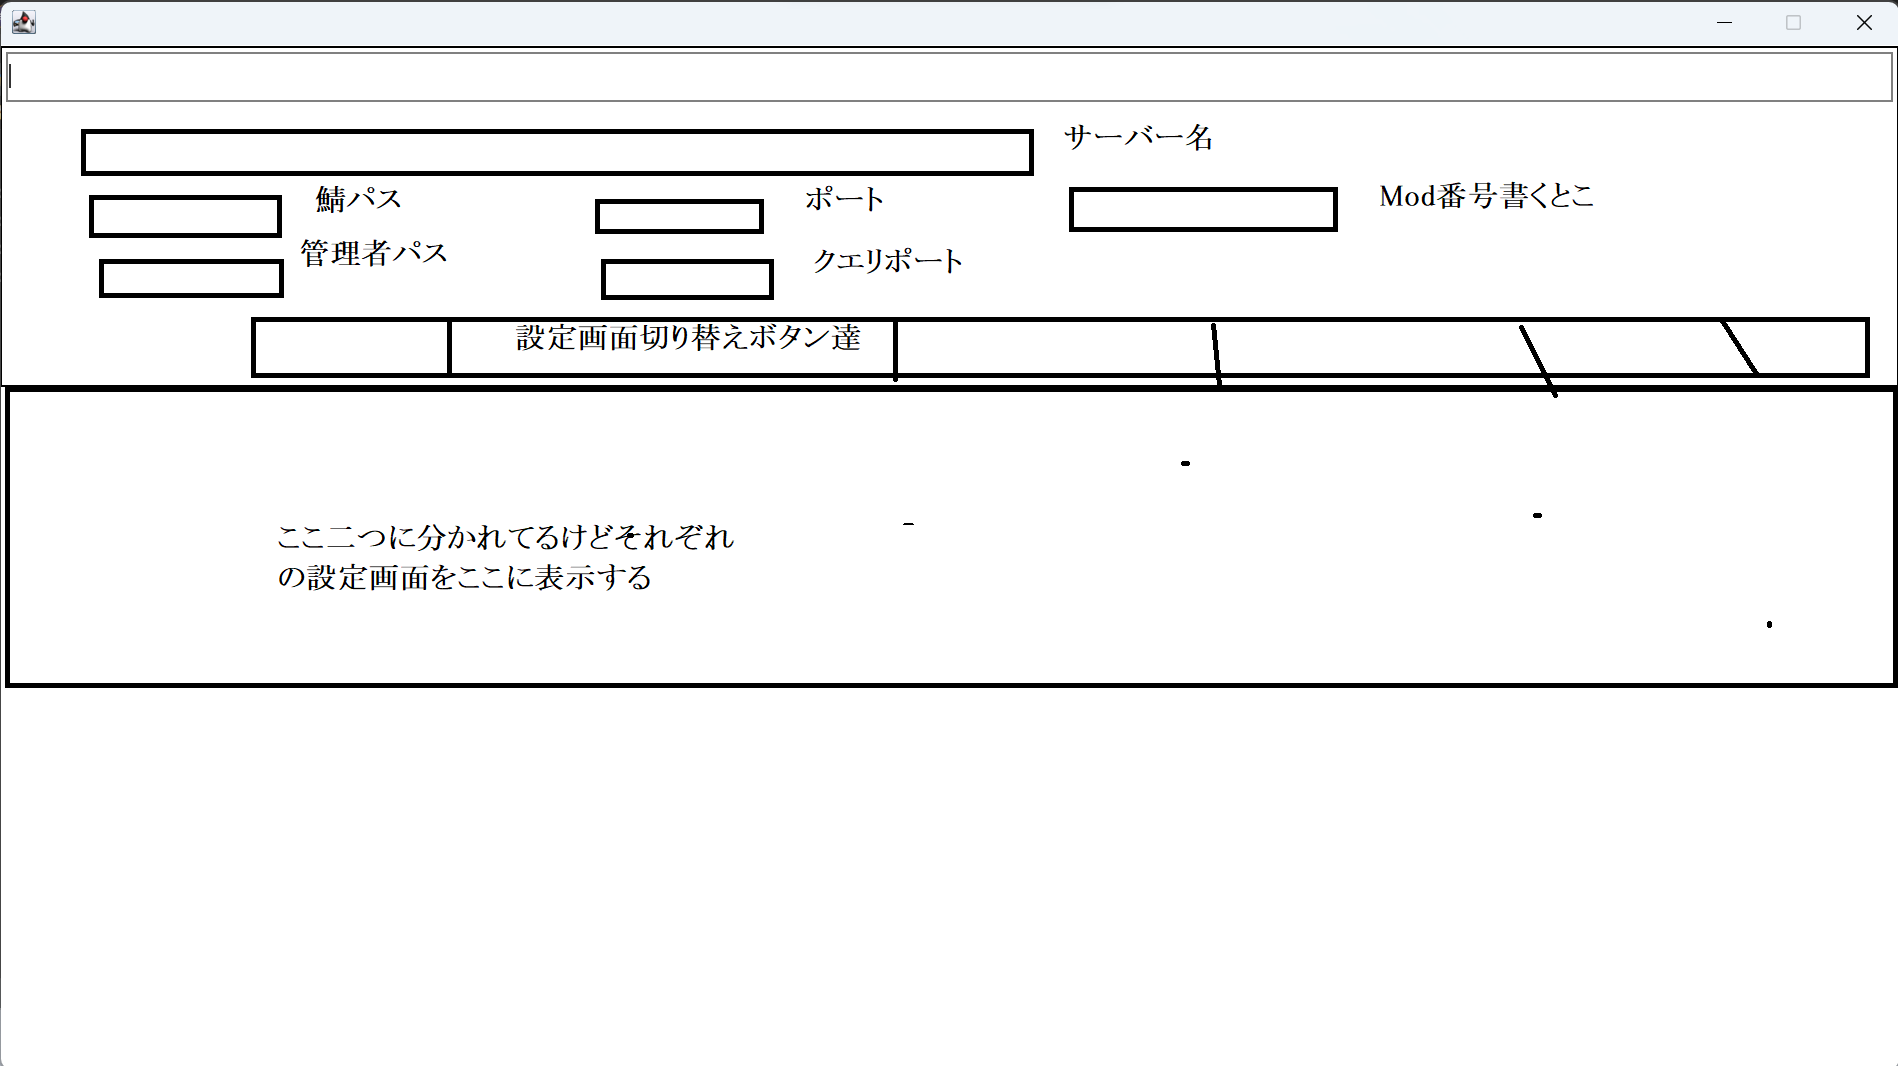 サーバー名
鯖パス
ポート
Mod番号書くとこ
管理者パス
クエリポート
設定画面切り替えボタン達
ここ二つに分かれてるけどそれぞれ
の設定画面をここに表示する